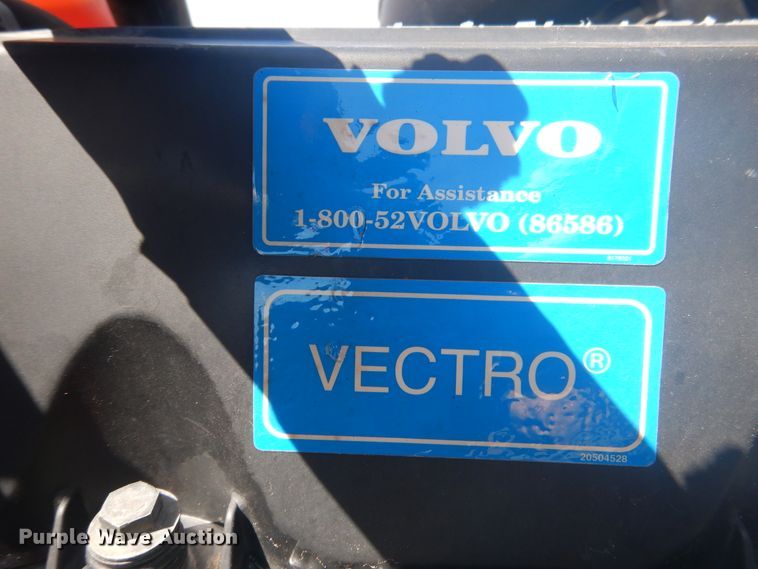 VOLVO
For Assistance
1-800-52VOLVO (86586)
VECTRO®
20504528
Purple Wave Auction